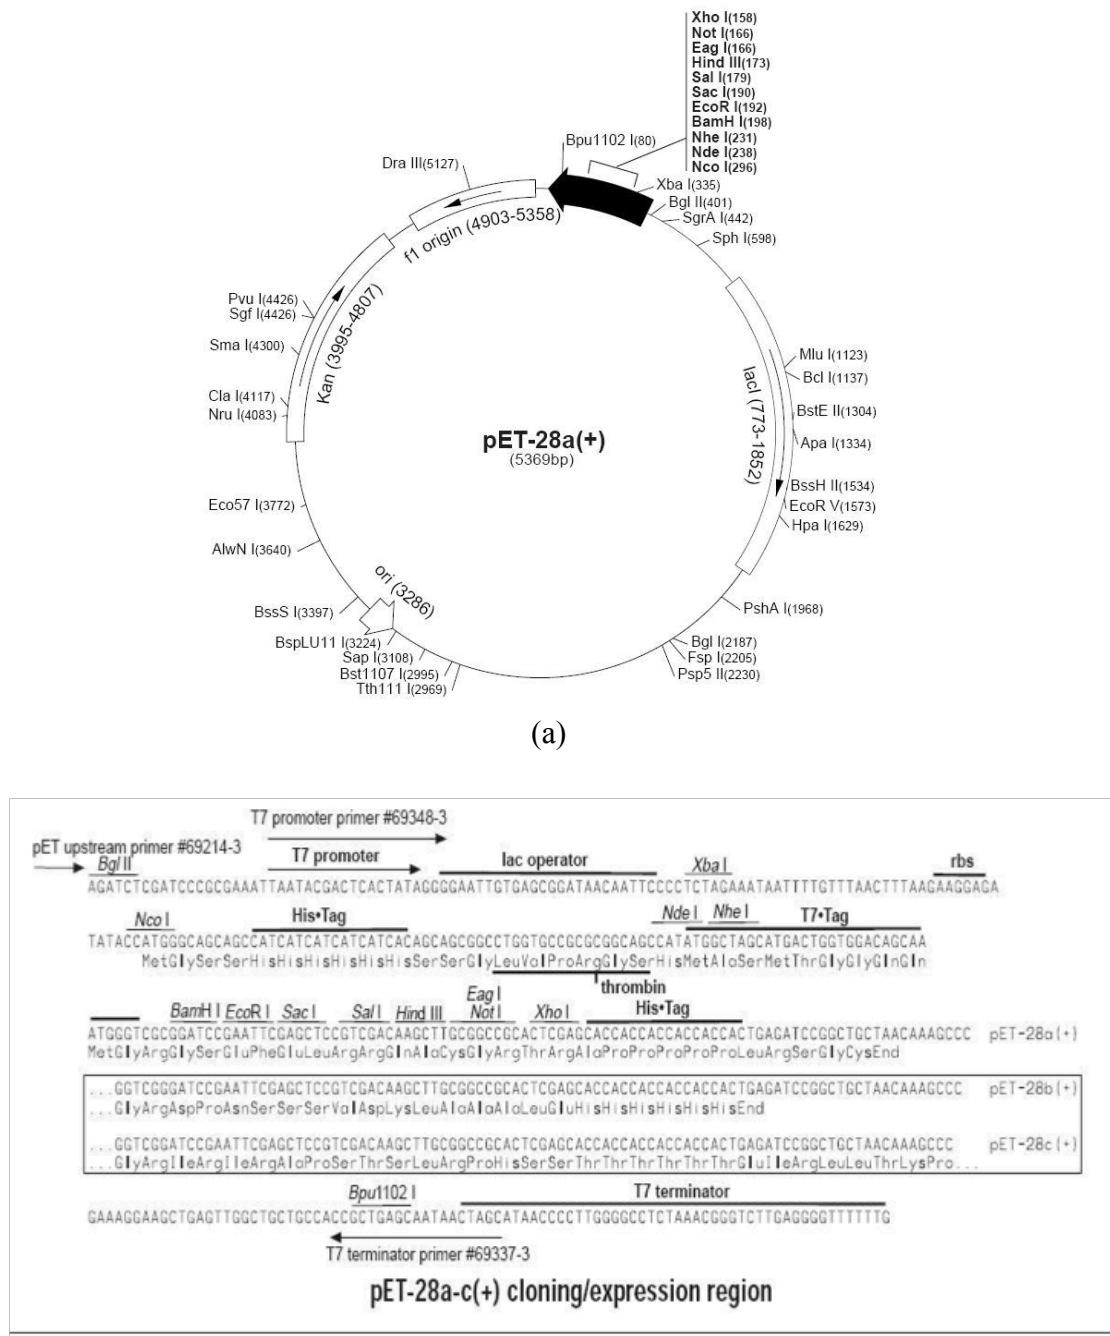 Xho I(158)
Not I(166)
Eag I(166)
Hind III(173)
Sal I(179)
Sac I(190)
EcoR I(192)
BamH I(198)
Nhe I(231)
Nde I(238)
Nco I(296)
Bpu1102 I(80)
Dra III(5127)
Xba I(335)
Bgl II(401)
SgrA I(442)
Sph I(598)
f1 origin (4903-5358)
Pvu I(4426)
Sgf I(4426)
Sma I(4300)
Kan (3995-4807)
Cla I(4117)
Nru I(4083)
Mlu I(1123)
Bcl I(1137)
BstE II(1304)
Apa I(1334)
lacI (773-1852)
pET-28a(+)
(5369bp)
BssH II(1534)
EcoR V(1573)
Hpa I(1629)
Eco57 I(3772)
AlwN I(3640)
ori (3286)
BssS I(3397)
PshA I(1968)
BspLU11 I(3224)
Sap I(3108)
Bst1107 I(2995)
Tth111 I(2969)
Bgl I(2187)
Fsp I(2205)
Psp5 II(2230)
(a)
T7 promoter primer #69348-3
pET upstream primer #69214-3
Bgl II T7 promoter lac operator Xba I rbs
AGATCTCGATCCCGCGAAATTAATACGACTCACTATAGGGGAATTGTGAGCGGATAACAATTCCCCTCTAGAAATAATTTTGTTTAACTTTAAGAAGGAGA
Nco I His•Tag Nde I Nhe I T7•Tag
TATACCATGGGCAGCAGCCATCATCATCATCATCACAGCAGCGGCCTGGTGCCGCGCGGCAGCCATATGGCTAGCATGACTGGTGGACAGCAA
MetGlySerSerHisHisHisHisHisHisSerSerGlyLeuValProArgGlySerHisMetAlaSerMetThrGlyGlyGlnGln
thrombin
BamH I EcoR I Sac I Sal I Hind III Eag I Not I Xho I His•Tag
ATGGGTCGCGGATCCGAATTCGAGCTCCGTCGACAAGCTTGCGGCCGCACTCGAGCACCACCACCACCACCACTGAGATCCGGCTGCTAACAAAGCCC pET-28a(+)
MetGlyArgGlySerGluPheGluLeuArgArgGlnAlaCysGlyArgThrArgAlaProProProProProLeuArgSerGlyCysEnd
...GGTCGGGATCCGAATTCGAGCTCCGTCGACAAGCTTGCGGCCGCACTCGAGCACCACCACCACCACCACTGAGATCCGGCTGCTAACAAAGCCC pET-28b(+)
...GlyArgAspProAsnSerSerSerValAspLysLeuAlaAlaAlaLeuGluHisHisHisHisHisHisEnd
...GGTCGGATCCGAATTCGAGCTCCGTCGACAAGCTTGCGGCCGCACTCGAGCACCACCACCACCACCACTGAGATCCGGCTGCTAACAAAGCCC pET-28c(+)
...GlyArgIleArgIleArgAlaProSerThrSerLeuArgProHisSerSerThrThrThrThrThrThrGluIleArgLeuLeuThrLysPro...
Bpu1102 I T7 terminator
GAAAGGAAGCTGAGTTGGCTGCTGCCACCGCTGAGCAATAACTAGCATAACCCCTTGGGGCCTCTAAACGGGTCTTGAGGGGTTTTTTG
T7 terminator primer #69337-3
pET-28a-c(+) cloning/expression region